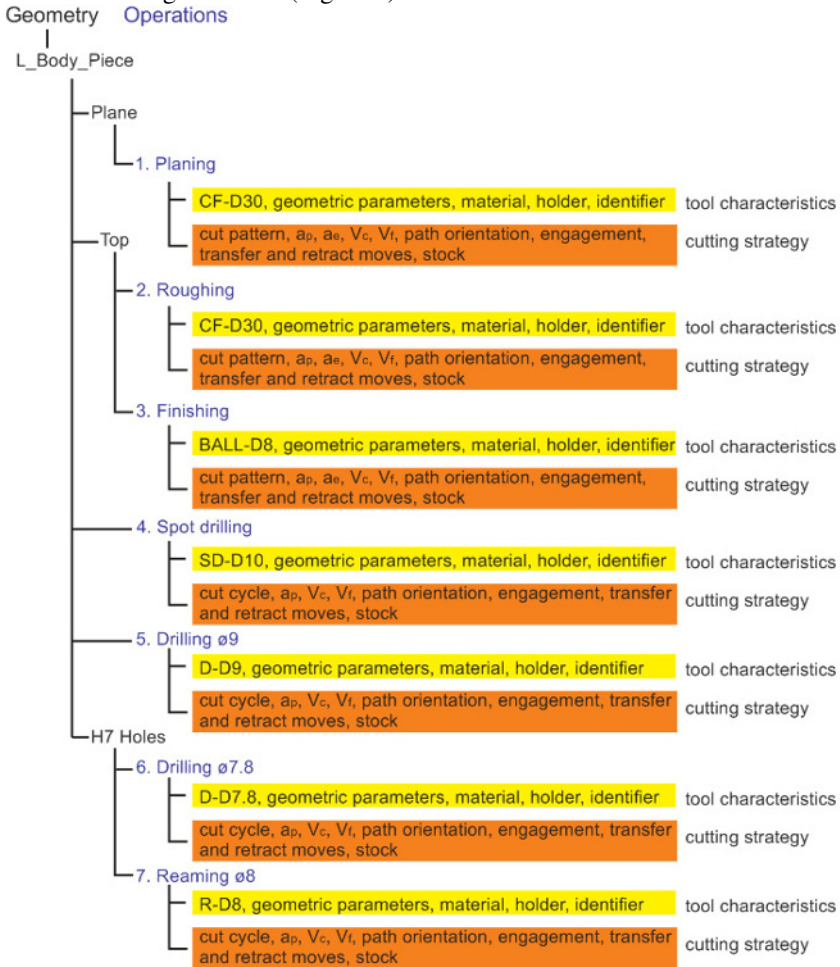 Geometry Operations
L_Body_Piece
Plane
1. Planing
CF-D30, geometric parameters, material, holder, identifier tool characteristics
cut pattern, ap, ae, Vc, Vf, path orientation, engagement,
transfer and retract moves, stock
cutting strategy
Top
2. Roughing
CF-D30, geometric parameters, material, holder, identifier tool characteristics
cut pattern, ap, ae, Vc, Vf, path orientation, engagement,
transfer and retract moves, stock
cutting strategy
3. Finishing
BALL-D8, geometric parameters, material, holder, identifier tool characteristics
cut pattern, ap, ae, Vc, Vf, path orientation, engagement,
transfer and retract moves, stock
cutting strategy
4. Spot drilling
SD-D10, geometric parameters, material, holder, identifier tool characteristics
cut cycle, ap, Vc, Vf, path orientation, engagement, transfer
and retract moves, stock
cutting strategy
5. Drilling ø9
D-D9, geometric parameters, material, holder, identifier tool characteristics
cut cycle, ap, Vc, Vf, path orientation, engagement, transfer
and retract moves, stock
cutting strategy
H7 Holes
6. Drilling ø7.8
D-D7.8, geometric parameters, material, holder, identifier tool characteristics
cut cycle, ap, Vc, Vf, path orientation, engagement, transfer
and retract moves, stock
cutting strategy
7. Reaming ø8
R-D8, geometric parameters, material, holder, identifier tool characteristics
cut cycle, ap, Vc, Vf, path orientation, engagement, transfer
and retract moves, stock
cutting strategy